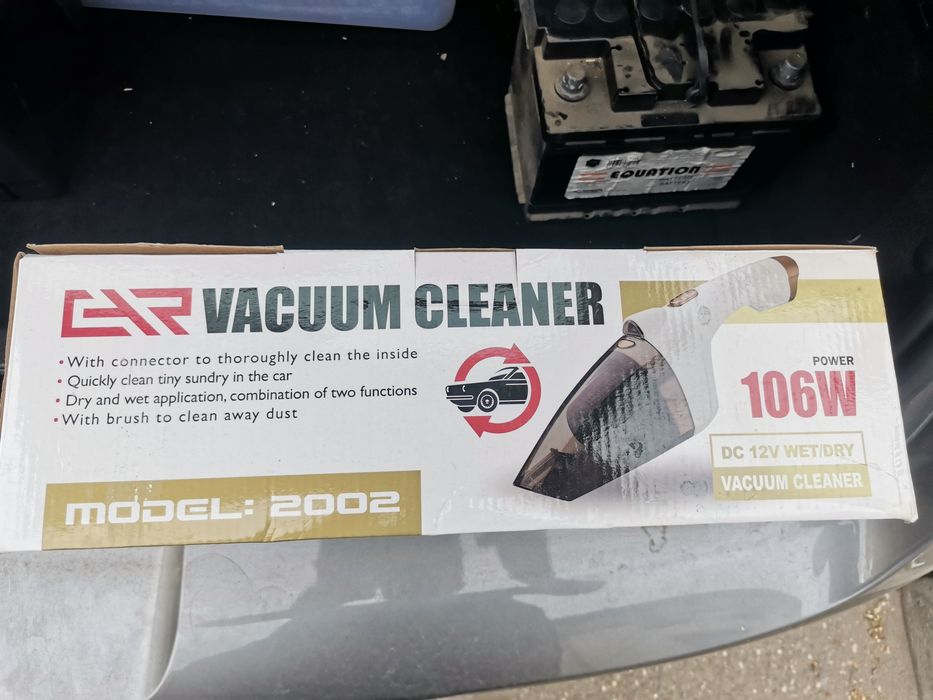 EQUATION
BATTERY
CAR VACUUM CLEANER
• With connector to thoroughly clean the inside
• Quickly clean tiny sundry in the car
• Dry and wet application, combination of two functions
• With brush to clean away dust
MODEL: 2002
POWER
106W
DC 12V WET/DRY
VACUUM CLEANER